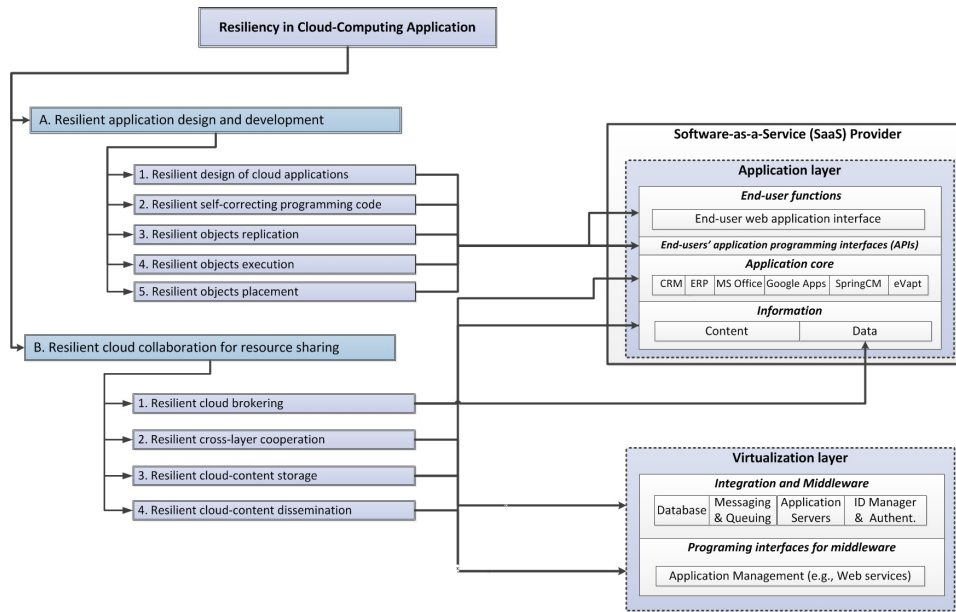 Resiliency in Cloud-Computing Application
A. Resilient application design and development
1. Resilient design of cloud applications
2. Resilient self-correcting programming code
3. Resilient objects replication
4. Resilient objects execution
5. Resilient objects placement
B. Resilient cloud collaboration for resource sharing
1. Resilient cloud brokering
2. Resilient cross-layer cooperation
3. Resilient cloud-content storage
4. Resilient cloud-content dissemination
Software-as-a-Service (SaaS) Provider
Application layer
End-user functions
End-user web application interface
End-users' application programming interfaces (APIs)
Application core
CRM ERP MS Office Google Apps SpringCM eVapt
Information
Content Data
Virtualization layer
Integration and Middleware
Database Messaging & Queuing Application Servers ID Manager & Authent.
Programing interfaces for middleware
Application Management (e.g., Web services)